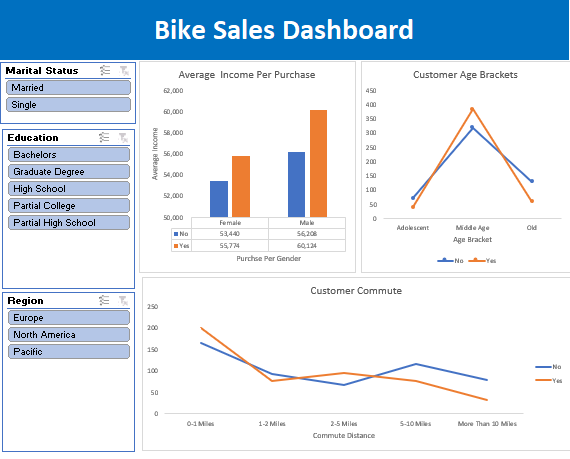 Bike Sales Dashboard
Marital Status
Married
Single
Education
Bachelors
Graduate Degree
High School
Partial College
Partial High School
Region
Europe
North America
Pacific
Average Income Per Purchase
Average Income
62,000
60,000
58,000
56,000
54,000
52,000
50,000
Female Male
No 53,440 56,208
Yes 55,774 60,124
Purchse Per Gender
Customer Age Brackets
450
400
350
300
250
200
150
100
50
0
Adolescent Middle Age Old
Age Bracket
No Yes
Customer Commute
250
200
150
100
50
0
0-1 Miles 1-2 Miles 2-5 Miles 5-10 Miles More Than 10 Miles
Commute Distance
No
Yes